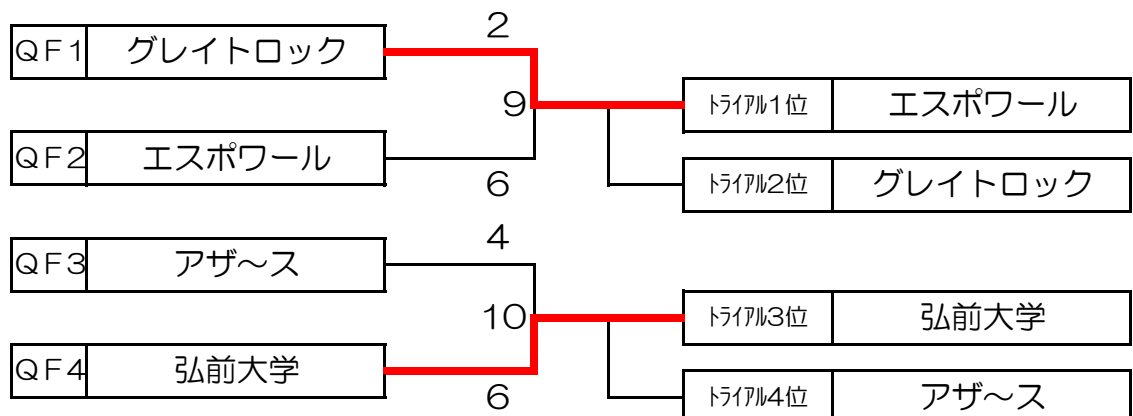 2
QF1 グレイトロック
9
ﾄﾗｲｱﾙ1位 エスポワール
QF2 エスポワール
6
ﾄﾗｲｱﾙ2位 グレイトロック
4
QF3 アザ～ス
10
ﾄﾗｲｱﾙ3位 弘前大学
QF4 弘前大学
6
ﾄﾗｲｱﾙ4位 アザ～ス